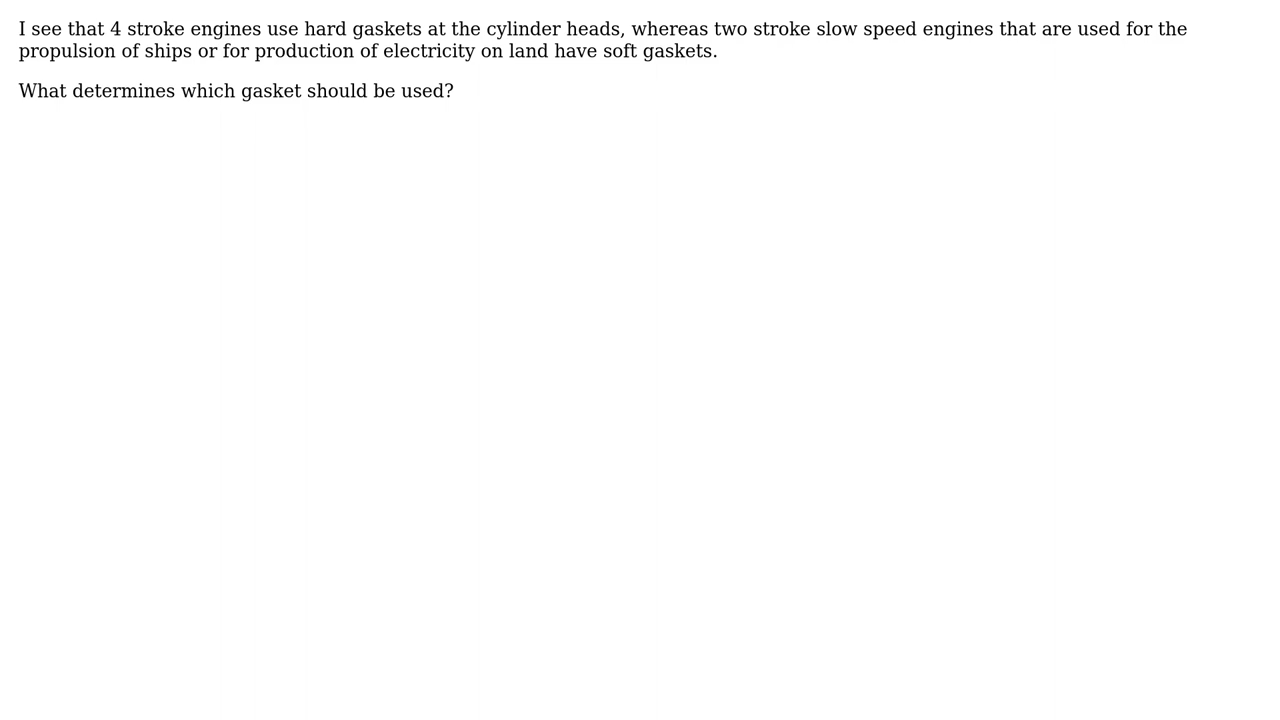 I see that 4 stroke engines use hard gaskets at the cylinder heads, whereas two stroke slow speed engines that are used for the
propulsion of ships or for production of electricity on land have soft gaskets.
What determines which gasket should be used?